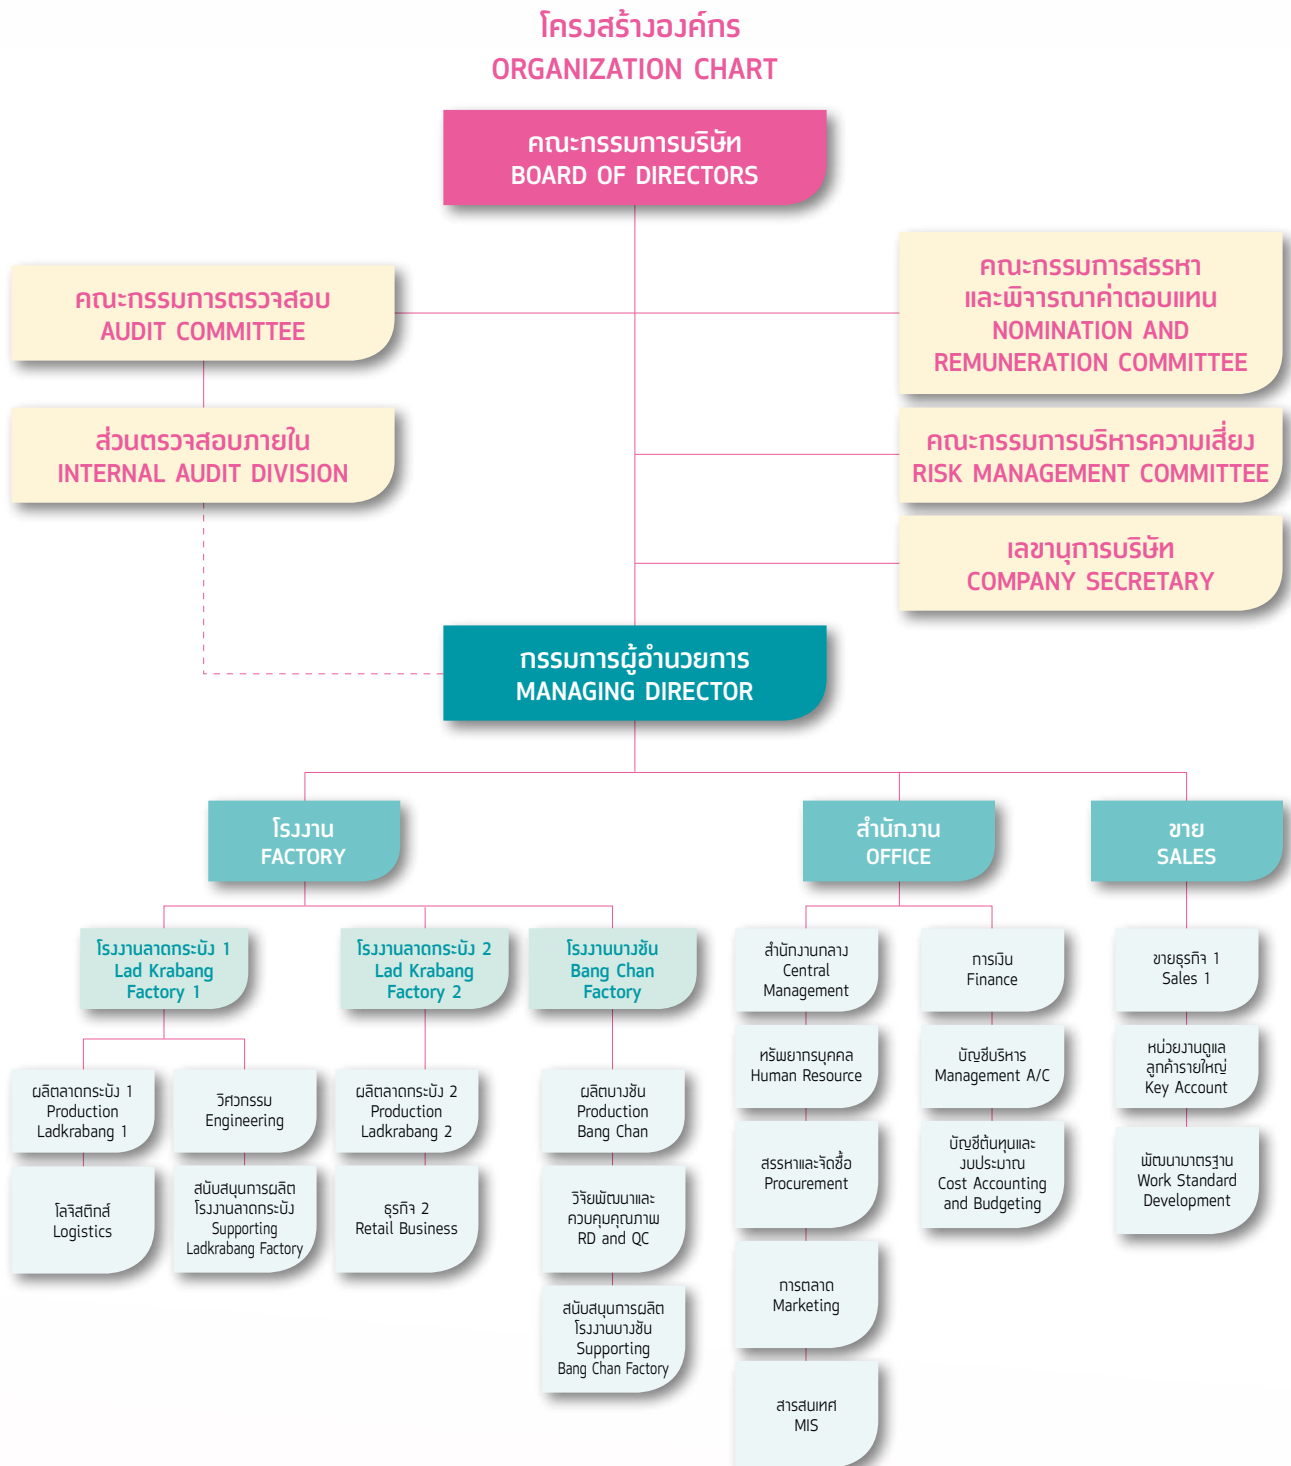 โครงสร้างองค์กร
ORGANIZATION CHART
คณะกรรมการบริษัท
BOARD OF DIRECTORS
คณะกรรมการตรวจสอบ
AUDIT COMMITTEE
คณะกรรมการสรรหา
และพิจารณาค่าตอบแทน
NOMINATION AND
REMUNERATION COMMITTEE
ส่วนตรวจสอบภายใน
INTERNAL AUDIT DIVISION
คณะกรรมการบริหารความเสี่ยง
RISK MANAGEMENT COMMITTEE
เลขานุการบริษัท
COMPANY SECRETARY
กรรมการผู้อำนวยการ
MANAGING DIRECTOR
โรงงาน
FACTORY
สำนักงาน
OFFICE
ขาย
SALES
โรงงานลาดกระบัง 1
Lad Krabang
Factory 1
โรงงานลาดกระบัง 2
Lad Krabang
Factory 2
โรงงานบางชัน
Bang Chan
Factory
สำนักงานกลาง
Central
Management
การเงิน
Finance
ขายธุรกิจ 1
Sales 1
ผลิตลาดกระบัง 1
Production
Ladkrabang 1
วิศวกรรม
Engineering
ผลิตลาดกระบัง 2
Production
Ladkrabang 2
ผลิตบางชัน
Production
Bang Chan
ทรัพยากรบุคคล
Human Resource
บัญชีบริหาร
Management A/C
หน่วยงานดูแล
ลูกค้ารายใหญ่
Key Account
โลจิสติกส์
Logistics
สนับสนุนการผลิต
โรงงานลาดกระบัง
Supporting
Ladkrabang Factory
ธุรกิจ 2
Retail Business
วิจัยพัฒนาและ
ควบคุมคุณภาพ
RD and QC
สรรหาและจัดซื้อ
Procurement
บัญชีต้นทุนและ
งบประมาณ
Cost Accounting
and Budgeting
พัฒนามาตรฐาน
Work Standard
Development
สนับสนุนการผลิต
โรงงานบางชัน
Supporting
Bang Chan Factory
การตลาด
Marketing
สารสนเทศ
MIS